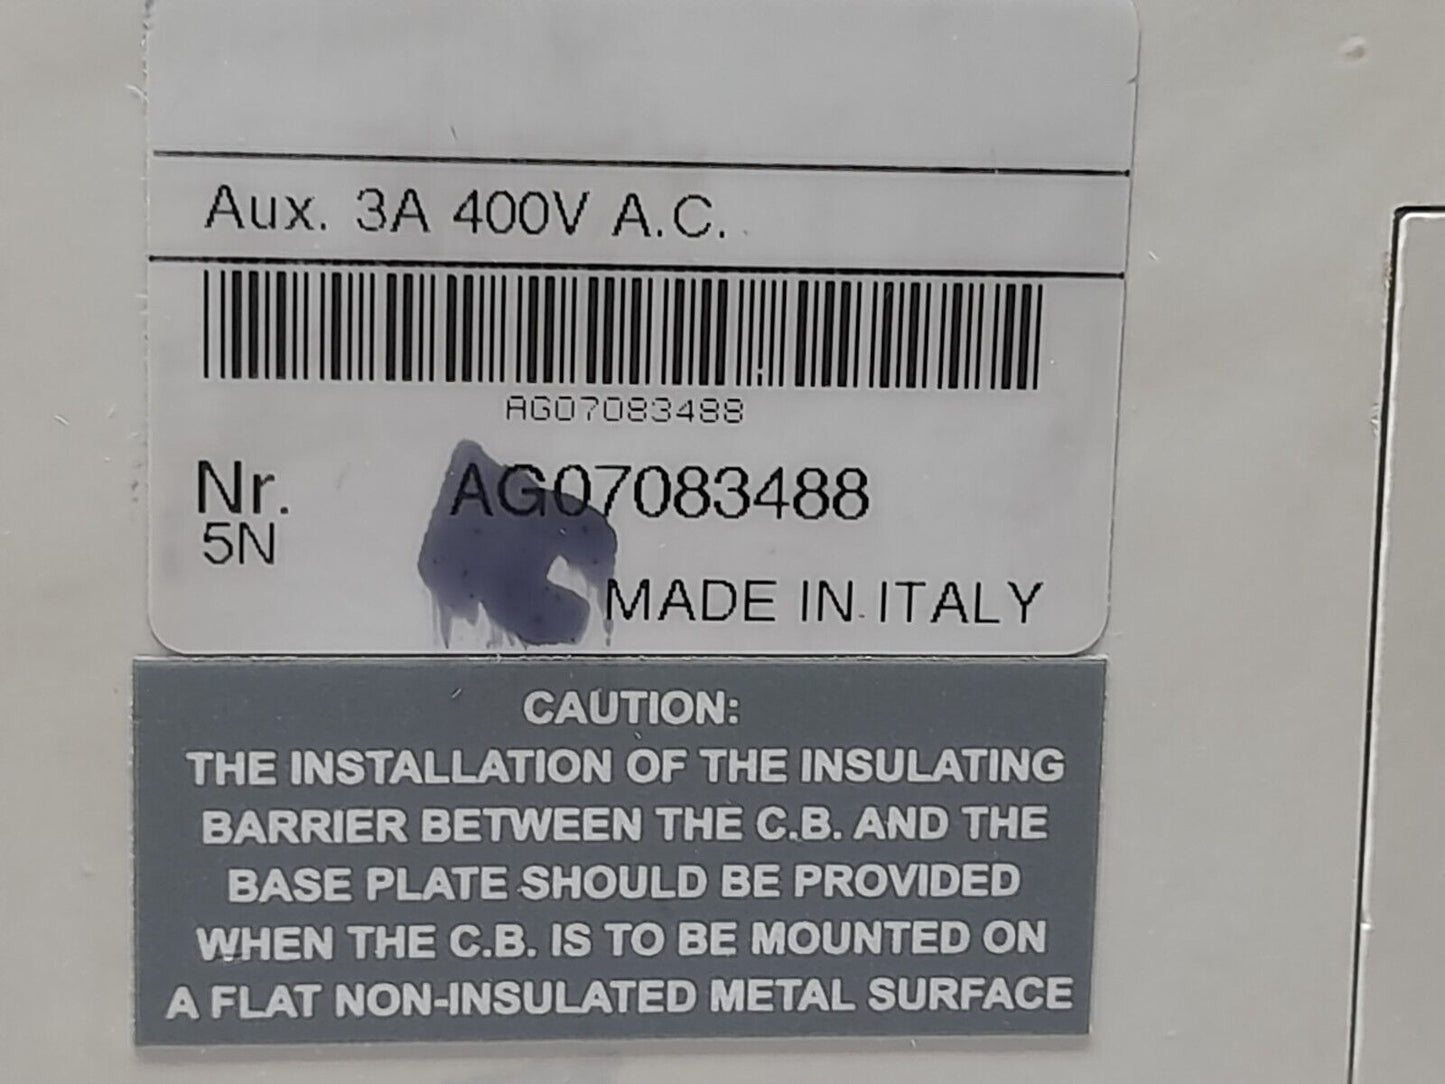 Aux. 3A 400V A.C.
AG07083488
Nr. AG07083488
5N
MADE IN ITALY
CAUTION:
THE INSTALLATION OF THE INSULATING
BARRIER BETWEEN THE C.B. AND THE
BASE PLATE SHOULD BE PROVIDED
WHEN THE C.B. IS TO BE MOUNTED ON
A FLAT NON-INSULATED METAL SURFACE